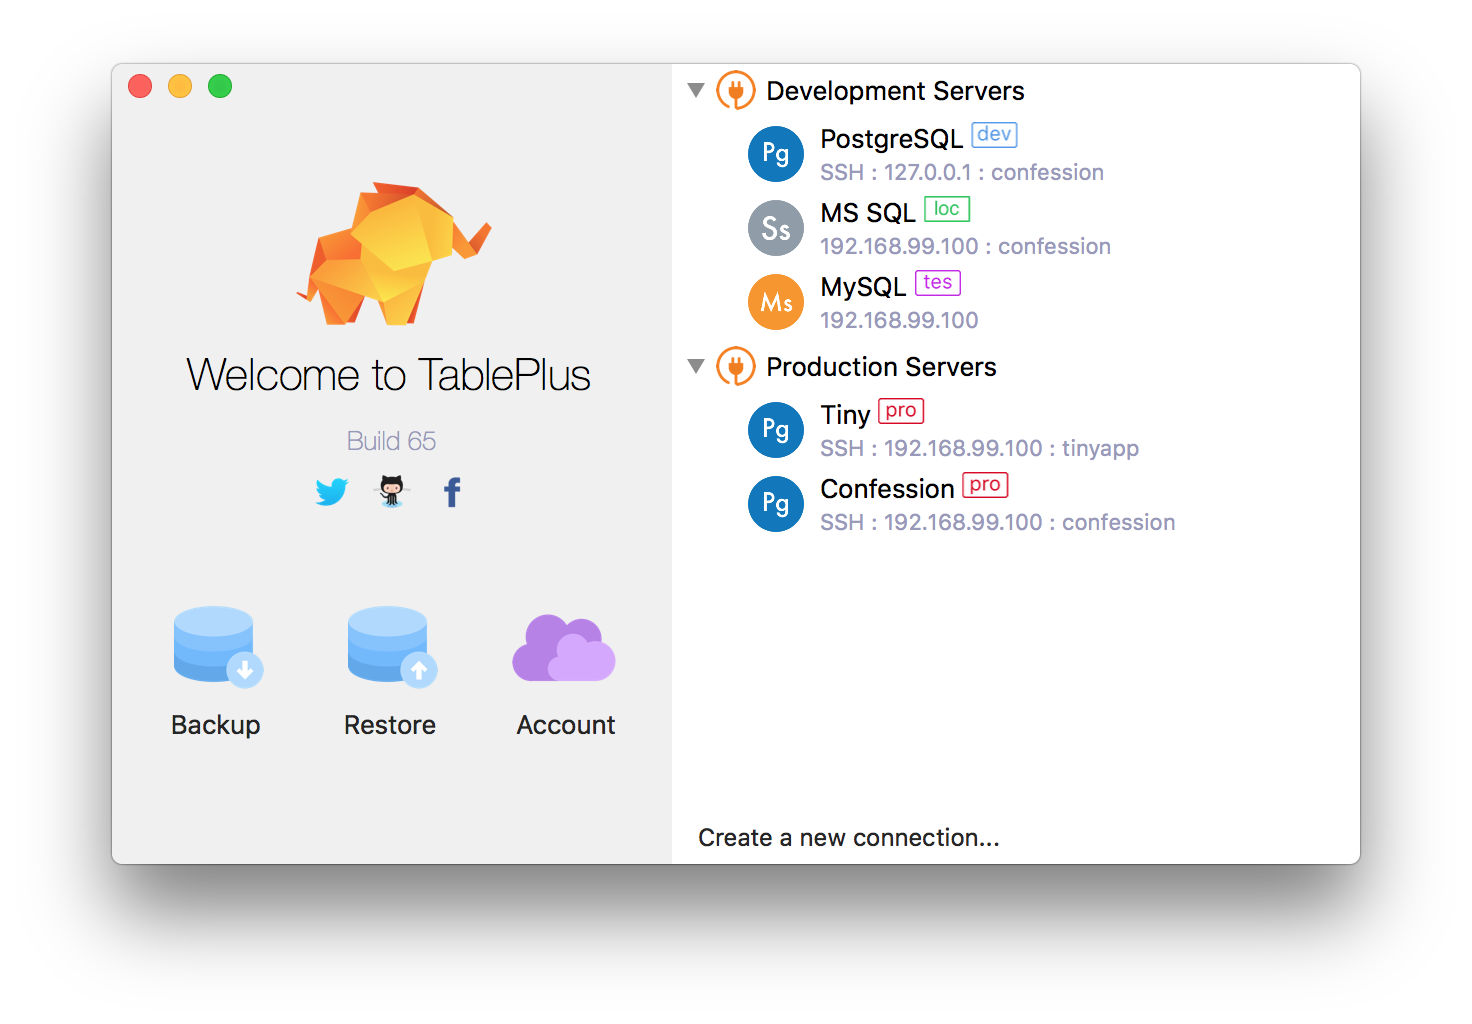 Welcome to TablePlus
Build 65
Backup
Restore
Account
Development Servers
Pg
PostgreSQL dev
SSH : 127.0.0.1 : confession
Ss
MS SQL loc
192.168.99.100 : confession
Ms
MySQL tes
192.168.99.100
Production Servers
Pg
Tiny pro
SSH : 192.168.99.100 : tinyapp
Pg
Confession pro
SSH : 192.168.99.100 : confession
Create a new connection...